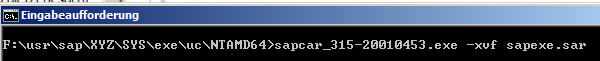 Eingabeaufforderung
F:\usr\sap\XYZ\SYS\exe\uc\NTAMD64>sapcar_315-20010453.exe -xvf sapexe.sar